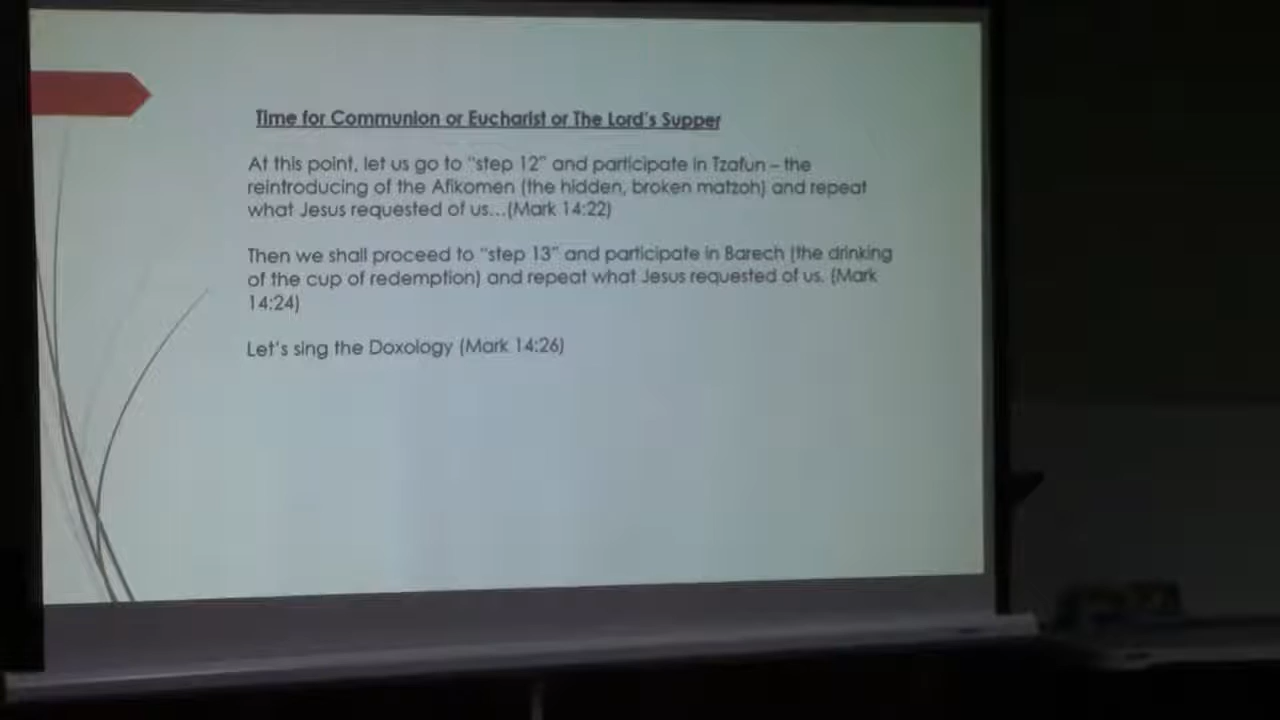 Time for Communion or Eucharist or The Lord's Supper
At this point, let us go to "step 12" and participate in Tzafun – the
reintroducing of the Afikomen (the hidden, broken matzoh) and repeat
what Jesus requested of us...(Mark 14:22)
Then we shall proceed to "step 13" and participate in Barech (the drinking
of the cup of redemption) and repeat what Jesus requested of us. (Mark
14:24)
Let's sing the Doxology (Mark 14:26)